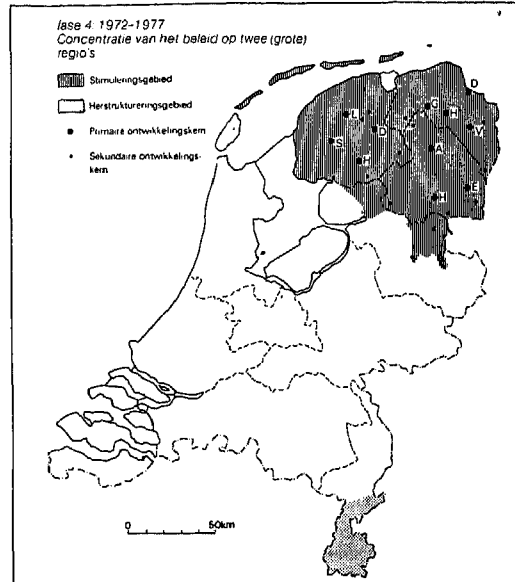 fase 4: 1972-1977
Concentratie van het beleid op twee (grote)
regio's
Stimuleringsgebied
Herstruktureringsgebied
Primaire ontwikkelingskern
Sekundaire ontwikkelings-
kern
D
G
L
H
D
V
S
A
H
E
H
0 50km